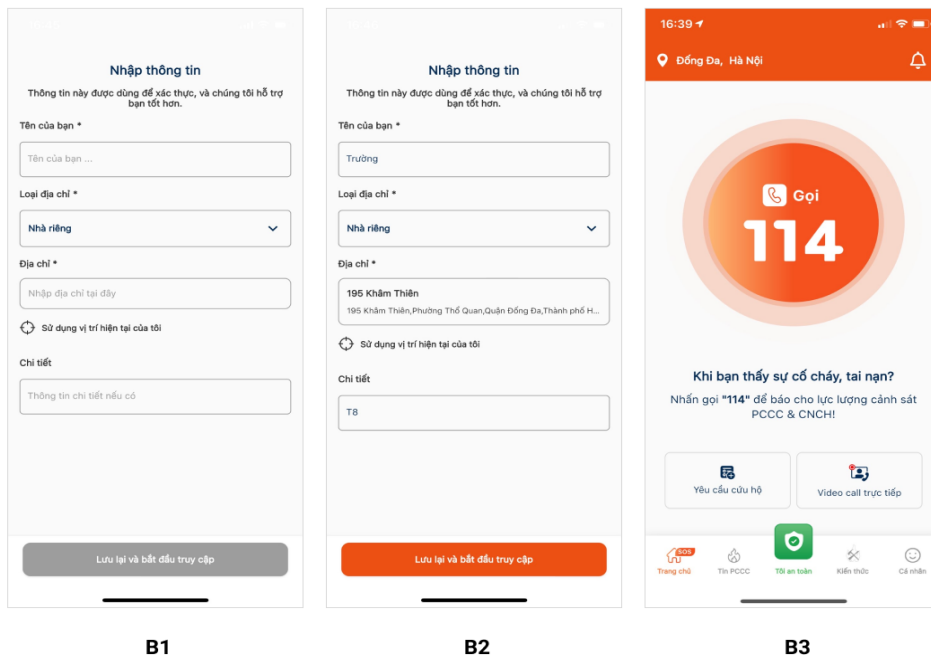 Nhập thông tin
Thông tin này được dùng để xác thực, và chúng tôi hỗ trợ
bạn tốt hơn.
Tên của bạn *
Tên của bạn ...
Loại địa chỉ *
Nhà riêng
Địa chỉ *
Nhập địa chỉ tại đây
Sử dụng vị trí hiện tại của tôi
Chi tiết
Thông tin chi tiết nếu có
Lưu lại và bắt đầu truy cập
B1
Nhập thông tin
Thông tin này được dùng để xác thực, và chúng tôi hỗ trợ
bạn tốt hơn.
Tên của bạn *
Trường
Loại địa chỉ *
Nhà riêng
Địa chỉ *
195 Khâm Thiên
195 Khâm Thiên,Phường Thổ Quan,Quận Đống Đa,Thành phố H...
Sử dụng vị trí hiện tại của tôi
Chi tiết
T8
Lưu lại và bắt đầu truy cập
B2
16:39
Đống Đa, Hà Nội
Gọi
114
Khi bạn thấy sự cố cháy, tai nạn?
Nhấn gọi "114" để báo cho lực lượng cảnh sát
PCCC & CNCH!
Yêu cầu cứu hộ
Video call trực tiếp
SOS
Trang chủ
Tin PCCC
Tôi an toàn
Kiến thức
Cá nhân
B3